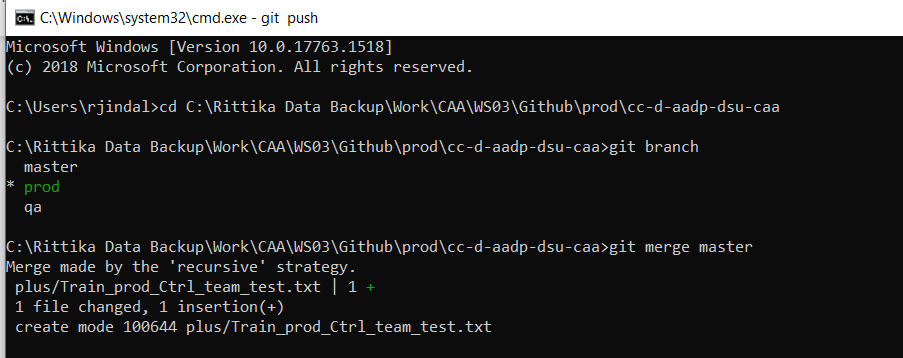 C:\Windows\system32\cmd.exe - git  push
Microsoft Windows [Version 10.0.17763.1518]
(c) 2018 Microsoft Corporation. All rights reserved.
C:\Users\rjindal>cd C:\Rittika Data Backup\Work\CAA\WS03\Github\prod\cc-d-aadp-dsu-caa
C:\Rittika Data Backup\Work\CAA\WS03\Github\prod\cc-d-aadp-dsu-caa>git branch
  master
* prod
  qa
C:\Rittika Data Backup\Work\CAA\WS03\Github\prod\cc-d-aadp-dsu-caa>git merge master
Merge made by the 'recursive' strategy.
 plus/Train_prod_Ctrl_team_test.txt | 1 +
 1 file changed, 1 insertion(+)
 create mode 100644 plus/Train_prod_Ctrl_team_test.txt